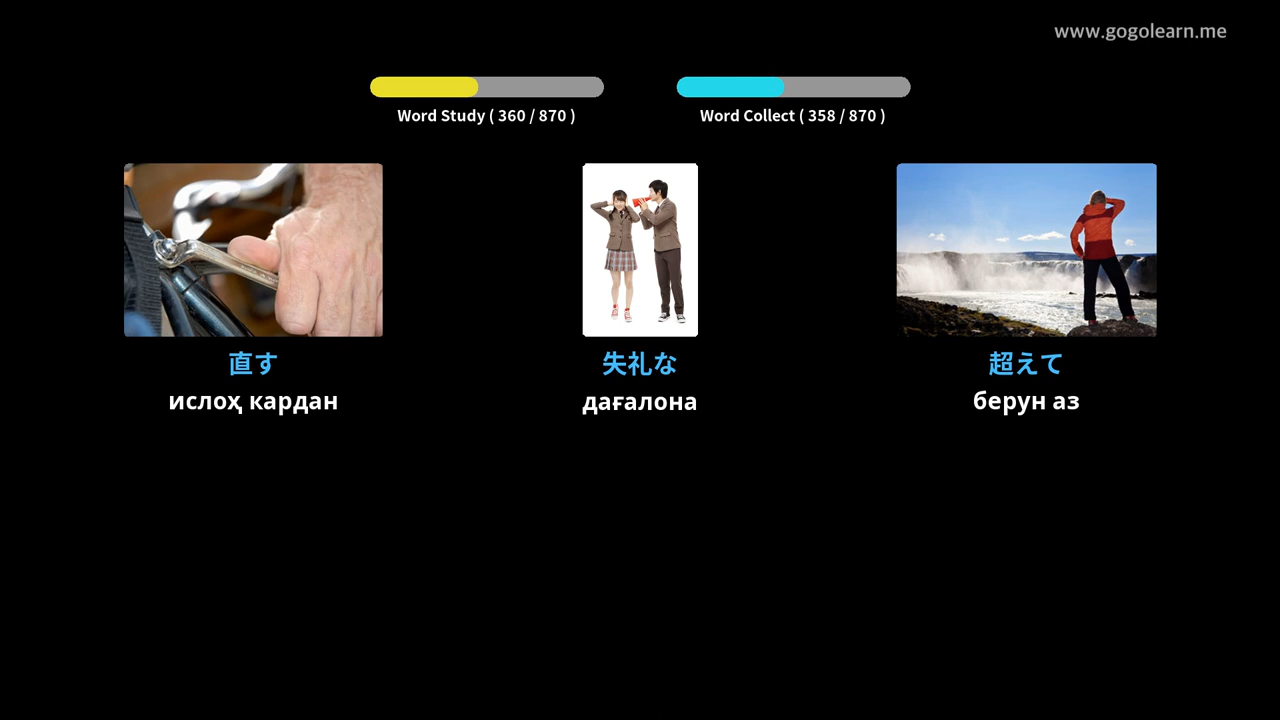 www.gogolearn.me
Word Study ( 360 / 870 )
Word Collect ( 358 / 870 )
直す
失礼な
超えて
ислоҳ кардан
дағалона
берун аз